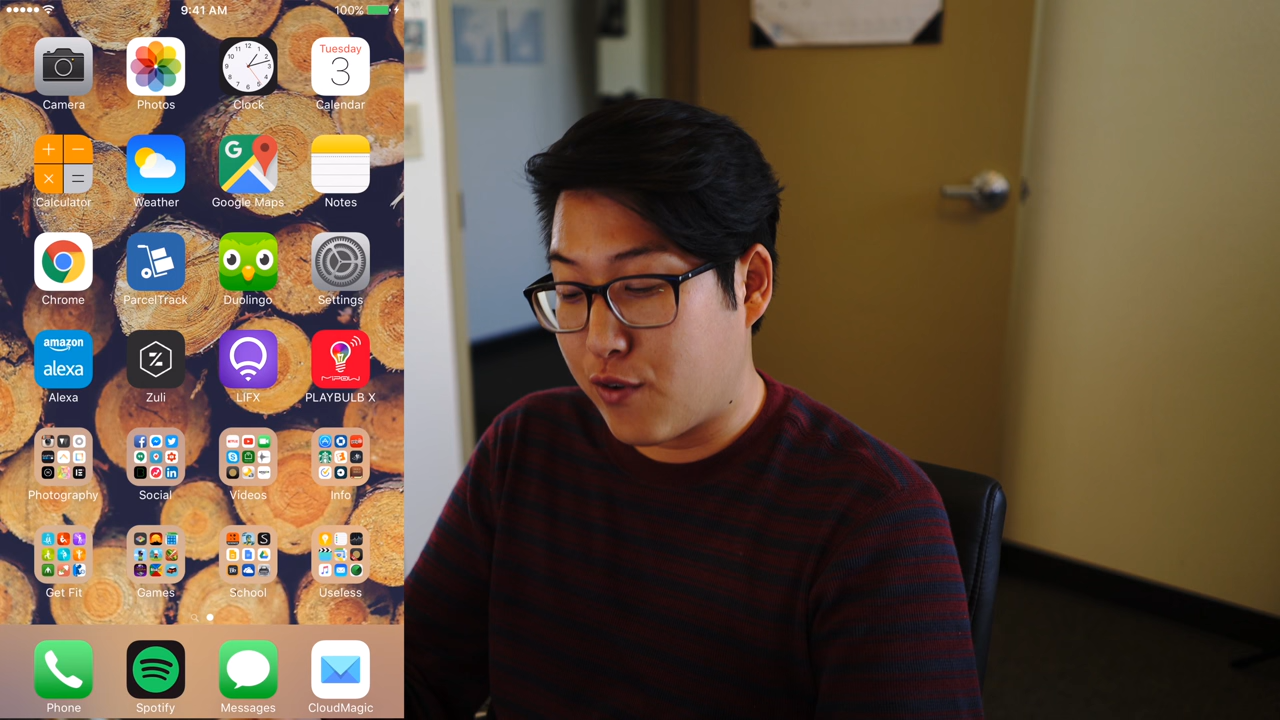 9:41 AM 100%
Tuesday
3
Camera Photos Clock Calendar
G
Calculator Weather Google Maps Notes
Chrome ParcelTrack Duolingo Settings
amazon
alexa
MIPOW
Alexa Zuli LIFX PLAYBULB X
Photography Social Videos Info
Get Fit Games School Useless
Phone Spotify Messages CloudMagic